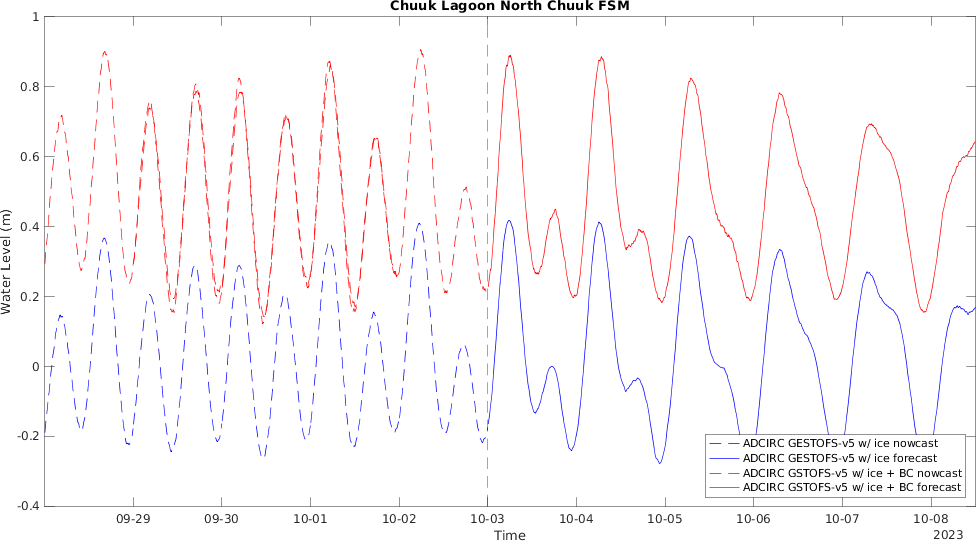 Chuuk Lagoon North Chuuk FSM
1
0.8
0.6
0.4
0.2
0
-0.2
-0.4
Water Level (m)
ADCIRC GESTOFS-v5 w/ ice nowcast
ADCIRC GESTOFS-v5 w/ ice forecast
ADCIRC GSTOFS-v5 w/ ice + BC nowcast
ADCIRC GSTOFS-v5 w/ ice + BC forecast
09-29 09-30 10-01 10-02 10-03 10-04 10-05 10-06 10-07 10-08
Time
2023